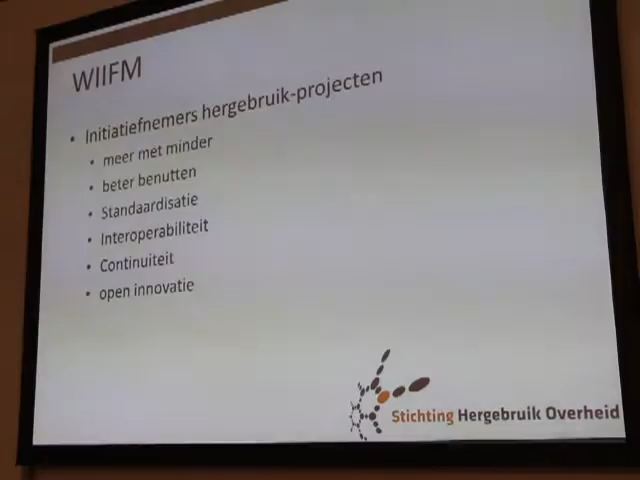 WIIFM
• Initiatiefnemers hergebruik-projecten
• meer met minder
• beter benutten
• Standaardisatie
• Interoperabiliteit
• Continuiteit
• open innovatie
Stichting Hergebruik Overheid